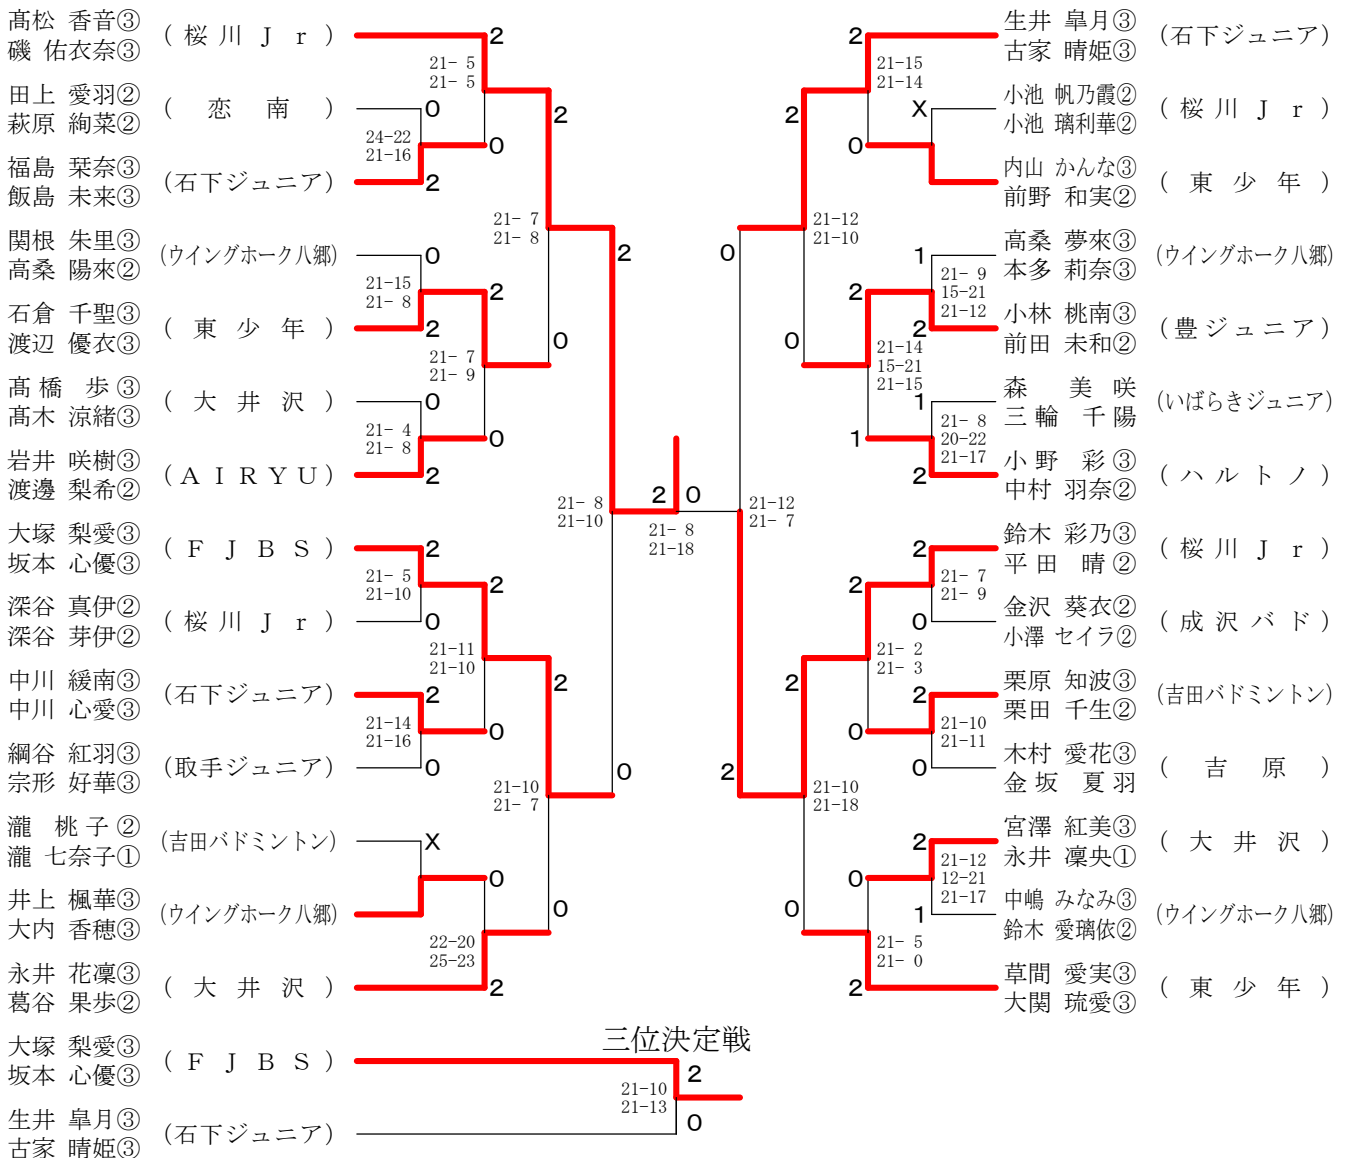 髙松 香音③
磯 佑衣奈③
(桜川Jr)
2
21- 5
21- 5
田上 愛羽②
萩原 絢菜②
(恋南)
0
24-22
21-16
0
福島 栞奈③
飯島 未来③
(石下ジュニア)
2
2
21- 7
21- 8
関根 朱里③
高桑 陽來②
(ウイングホーク八郷)
0
21-15
21- 8
2
石倉 千聖③
渡辺 優衣③
(東少年)
2
21- 7
21- 9
0
髙橋 歩③
髙木 涼緒③
(大井沢)
0
21- 4
21- 8
0
岩井 咲樹③
渡邊 梨希②
(AIRYU)
2
2
21- 8
21-10
大塚 梨愛③
坂本 心優③
(FJBS)
2
21- 5
21-10
2
深谷 真伊②
深谷 芽伊②
(桜川Jr)
0
21-11
21-10
2
中川 緩南③
中川 心愛③
(石下ジュニア)
2
21-14
21-16
0
綱谷 紅羽③
宗形 好華③
(取手ジュニア)
0
21-10
21- 7
0
瀧 桃子②
瀧 七奈子①
(吉田バドミントン)
X
0
井上 楓華③
大内 香穂③
(ウイングホーク八郷)
22-20
25-23
0
永井 花凜③
葛谷 果歩②
(大井沢)
2
2 0
21- 8
21-18
生井 皐月③
古家 晴姫③
(石下ジュニア)
2
21-15
21-14
2
小池 帆乃霞②
小池 璃利華②
(桜川Jr)
X
0
内山 かんな③
前野 和実②
(東少年)
21-12
21-10
0
高桑 夢來③
本多 莉奈③
(ウイングホーク八郷)
1
21- 9
15-21
21-12
2
小林 桃南③
前田 未和②
(豊ジュニア)
2
21-14
15-21
21-15
0
森 美咲
三輪 千陽
(いばらきジュニア)
1
21- 8
20-22
21-17
1
小野 彩③
中村 羽奈②
(ハルトノ)
2
21-12
21- 7
鈴木 彩乃③
平田 晴②
(桜川Jr)
2
21- 7
21- 9
2
金沢 葵衣②
小澤 セイラ②
(成沢バド)
0
21- 2
21- 3
2
栗原 知波③
栗田 千生②
(吉田バドミントン)
2
21-10
21-11
0
木村 愛花③
金坂 夏羽
(吉原)
0
2
21-10
21-18
宮澤 紅美③
永井 凜央①
(大井沢)
2
21-12
12-21
21-17
0
中嶋 みなみ③
鈴木 愛璃依②
(ウイングホーク八郷)
1
0
21- 5
21- 0
草間 愛実③
大関 琉愛③
(東少年)
2
三位決定戦
大塚 梨愛③
坂本 心優③
(FJBS)
2
21-10
21-13
生井 皐月③
古家 晴姫③
(石下ジュニア)
0